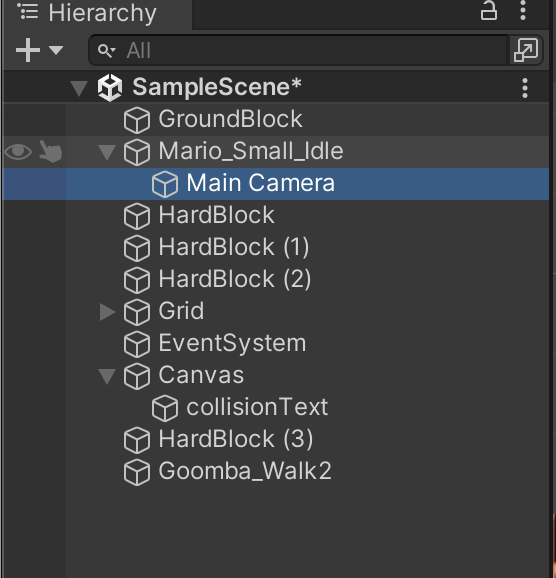 Hierarchy
All
SampleScene*
GroundBlock
Mario_Small_Idle
Main Camera
HardBlock
HardBlock (1)
HardBlock (2)
Grid
EventSystem
Canvas
collisionText
HardBlock (3)
Goomba_Walk2